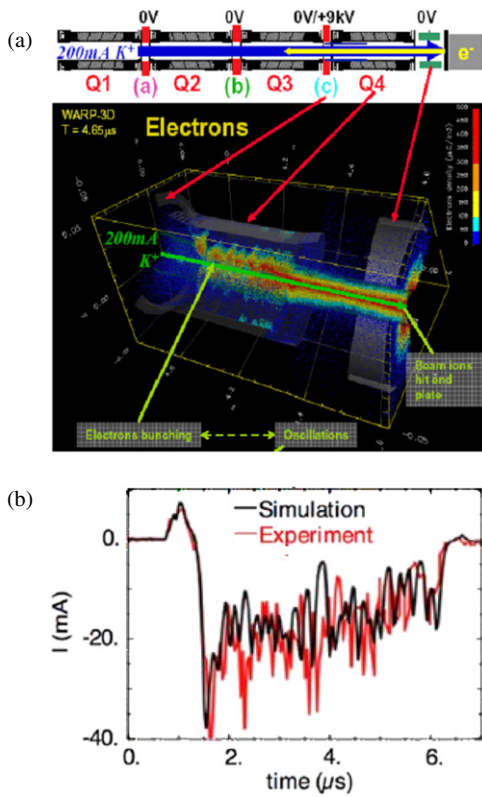 (a)
0V 0V 0V/+9kV 0V
200mA K+ e-
Q1 (a) Q2 (b) Q3 (c) Q4
WARP-3D
T = 4.65µs
Electrons
200mA
K+
Beam ions
hit end
plate
Electrons bunching Oscillations
(b)
Simulation
Experiment
0.
-20.
-40.
I (mA)
0. 2. 4. 6.
time (µs)